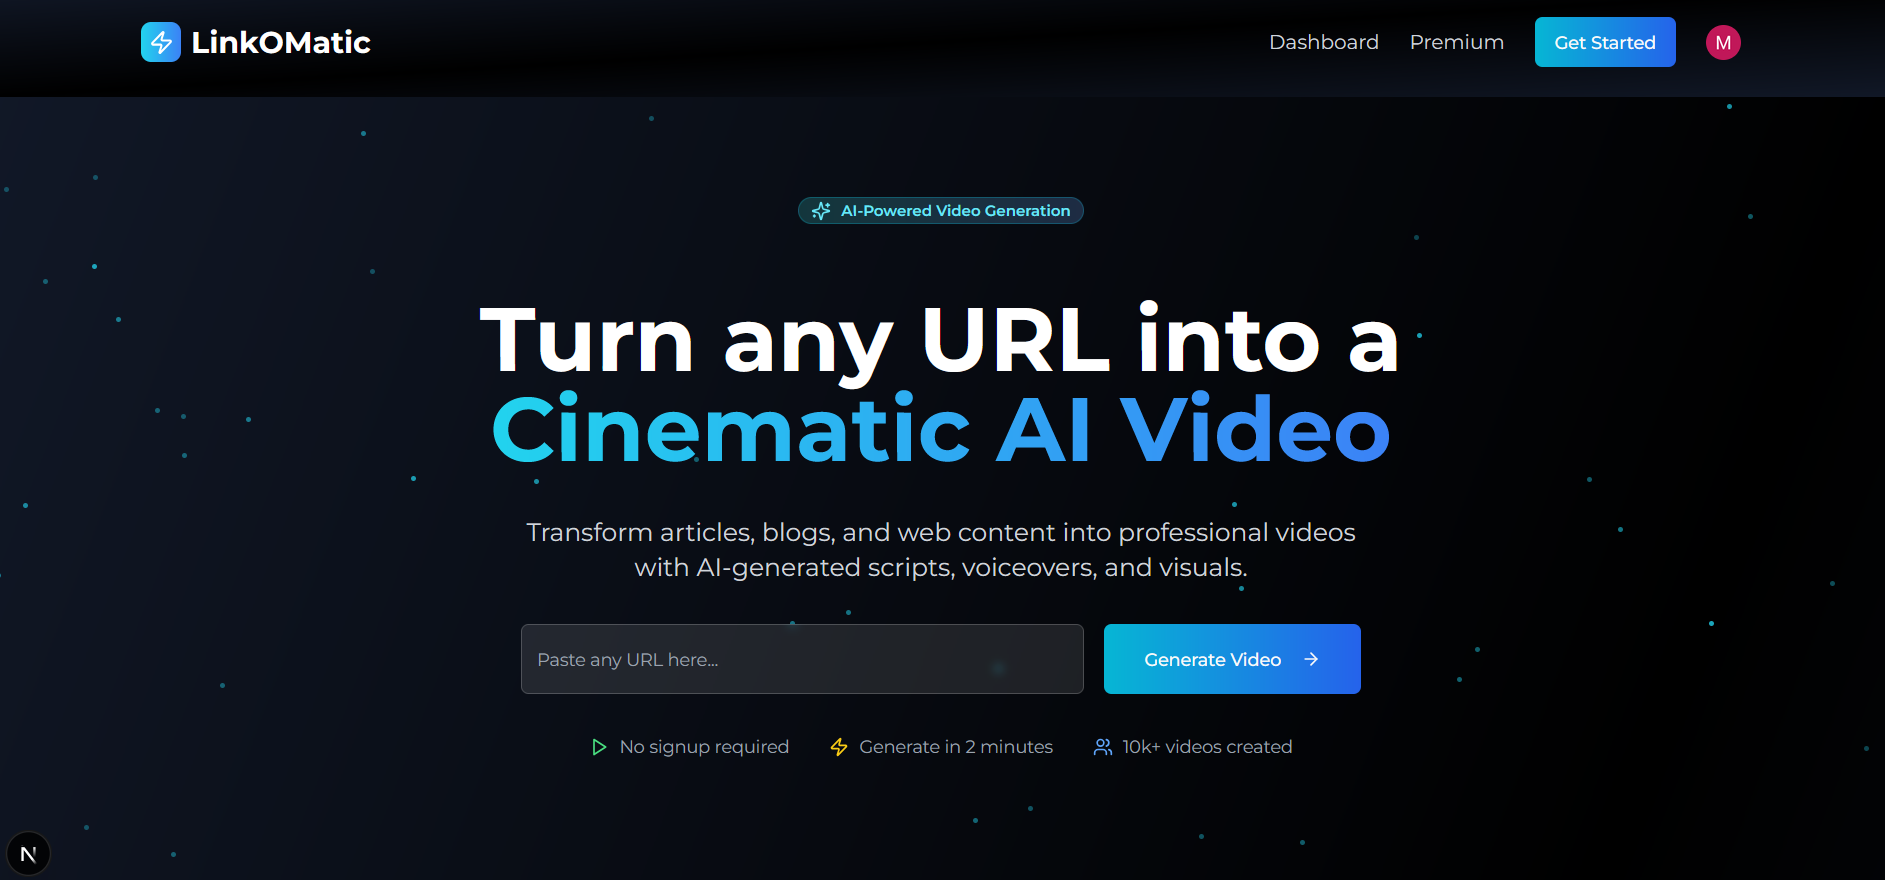 LinkOMatic
Dashboard Premium Get Started M
AI-Powered Video Generation
Turn any URL into a
Cinematic AI Video
Transform articles, blogs, and web content into professional videos
with AI-generated scripts, voiceovers, and visuals.
Paste any URL here...
Generate Video
No signup required Generate in 2 minutes 10k+ videos created
N